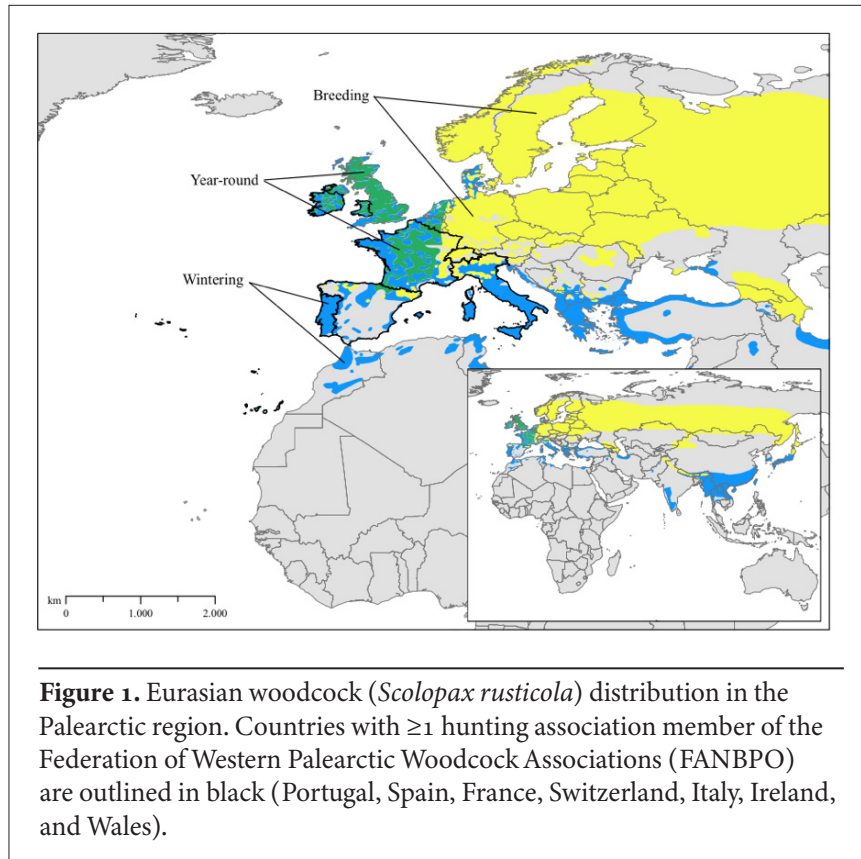 Breeding
Year-round
Wintering
km
0 1.000 2.000
Figure 1. Eurasian woodcock (Scolopax rusticola) distribution in the
Palearctic region. Countries with ≥1 hunting association member of the
Federation of Western Palearctic Woodcock Associations (FANBPO)
are outlined in black (Portugal, Spain, France, Switzerland, Italy, Ireland,
and Wales).